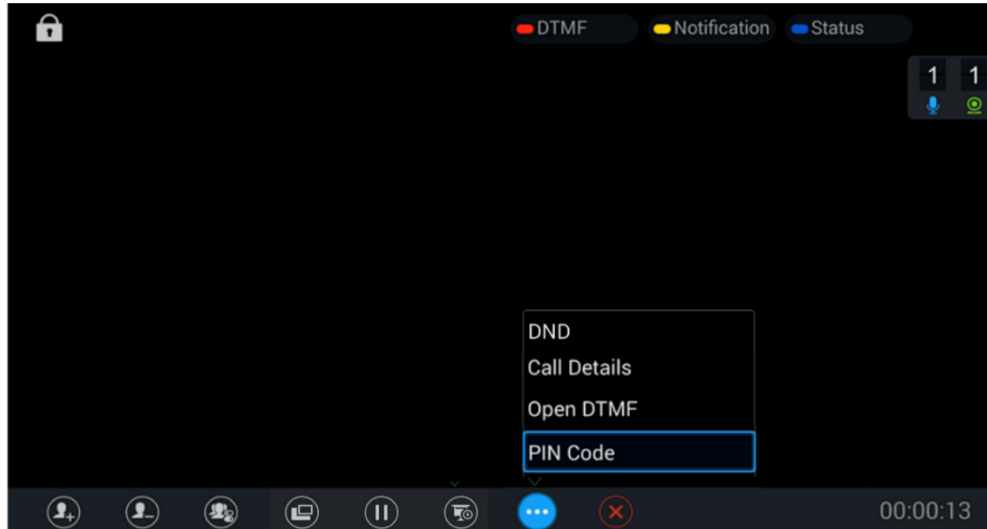 DTMF Notification Status
1 1
DND
Call Details
Open DTMF
PIN Code
00:00:13